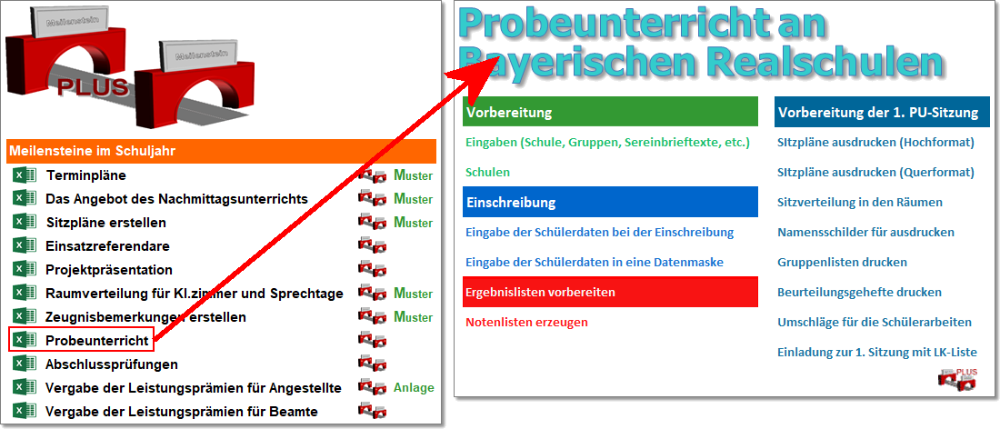 Meilenstein
Meilenstein
PLUS
Meilensteine im Schuljahr
Terminpläne Muster
Das Angebot des Nachmittagsunterrichts Muster
Sitzpläne erstellen Muster
Einsatzreferendare
Projektpräsentation
Raumverteilung für Kl.zimmer und Sprechtage Muster
Zeugnisbemerkungen erstellen Muster
Probeunterricht
Abschlussprüfungen
Vergabe der Leistungsprämien für Angestellte Anlage
Vergabe der Leistungsprämien für Beamte
Probeunterricht an
Bayerischen Realschulen
Vorbereitung
Eingaben (Schule, Gruppen, Sereinbrieftexte, etc.)
Schulen
Einschreibung
Eingabe der Schülerdaten bei der Einschreibung
Eingabe der Schülerdaten in eine Datenmaske
Ergebnislisten vorbereiten
Notenlisten erzeugen
Vorbereitung der 1. PU-Sitzung
SItzpläne ausdrucken (Hochformat)
SItzpläne ausdrucken (Querformat)
Sitzverteilung in den Räumen
Namensschilder für ausdrucken
Gruppenlisten drucken
Beurteilungsgehefte drucken
Umschläge für die Schülerarbeiten
Einladung zur 1. Sitzung mit LK-Liste
PLUS